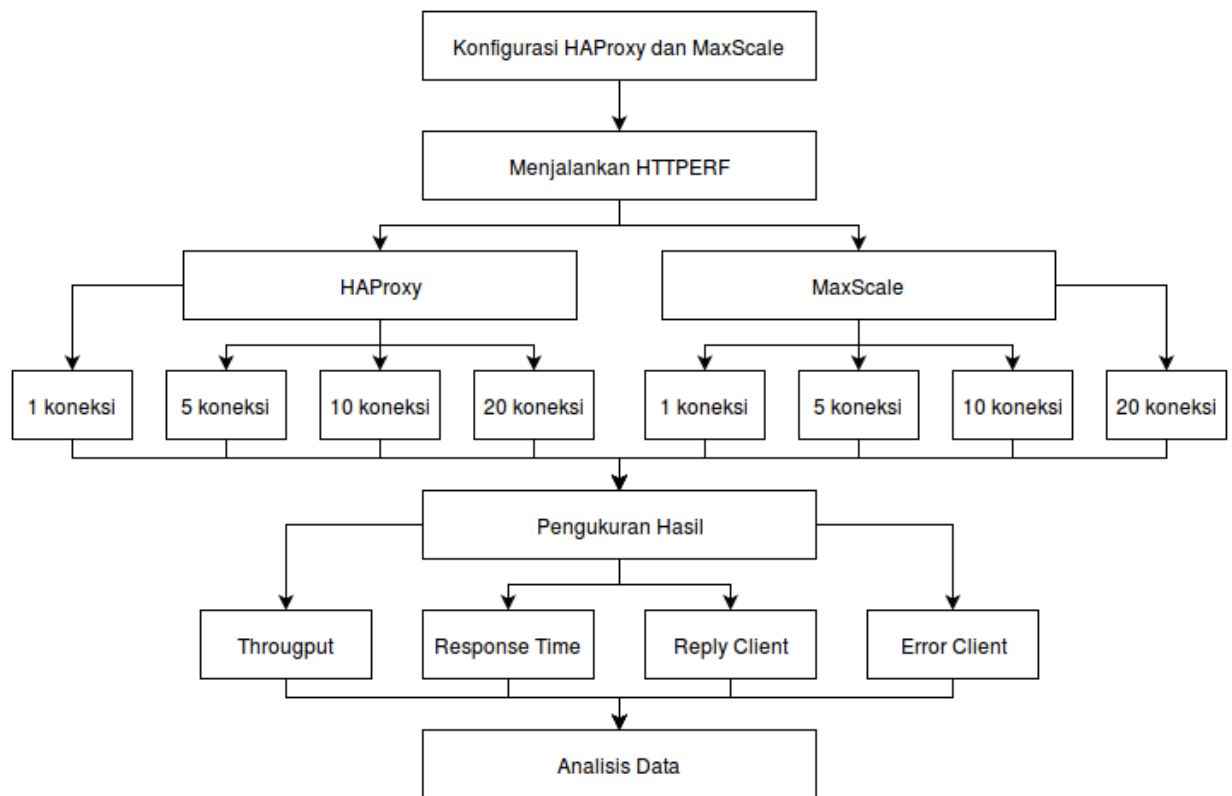 Konfigurasi HAProxy dan MaxScale
Menjalankan HTTPERF
HAProxy
MaxScale
1 koneksi
5 koneksi
10 koneksi
20 koneksi
1 koneksi
5 koneksi
10 koneksi
20 koneksi
Pengukuran Hasil
Througput
Response Time
Reply Client
Error Client
Analisis Data